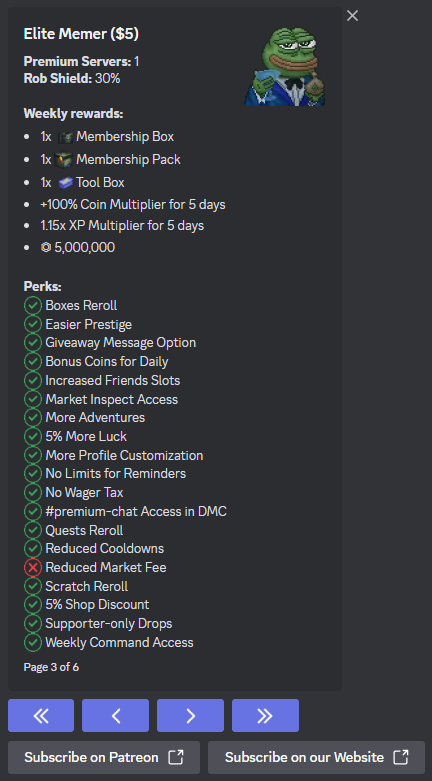 Elite Memer ($5)
Premium Servers: 1
Rob Shield: 30%
Weekly rewards:
• 1x Membership Box
• 1x Membership Pack
• 1x Tool Box
• +100% Coin Multiplier for 5 days
• 1.15x XP Multiplier for 5 days
• 5,000,000
Perks:
Boxes Reroll
Easier Prestige
Giveaway Message Option
Bonus Coins for Daily
Increased Friends Slots
Market Inspect Access
More Adventures
5% More Luck
More Profile Customization
No Limits for Reminders
No Wager Tax
#premium-chat Access in DMC
Quests Reroll
Reduced Cooldowns
Reduced Market Fee
Scratch Reroll
5% Shop Discount
Supporter-only Drops
Weekly Command Access
Page 3 of 6
Subscribe on Patreon
Subscribe on our Website